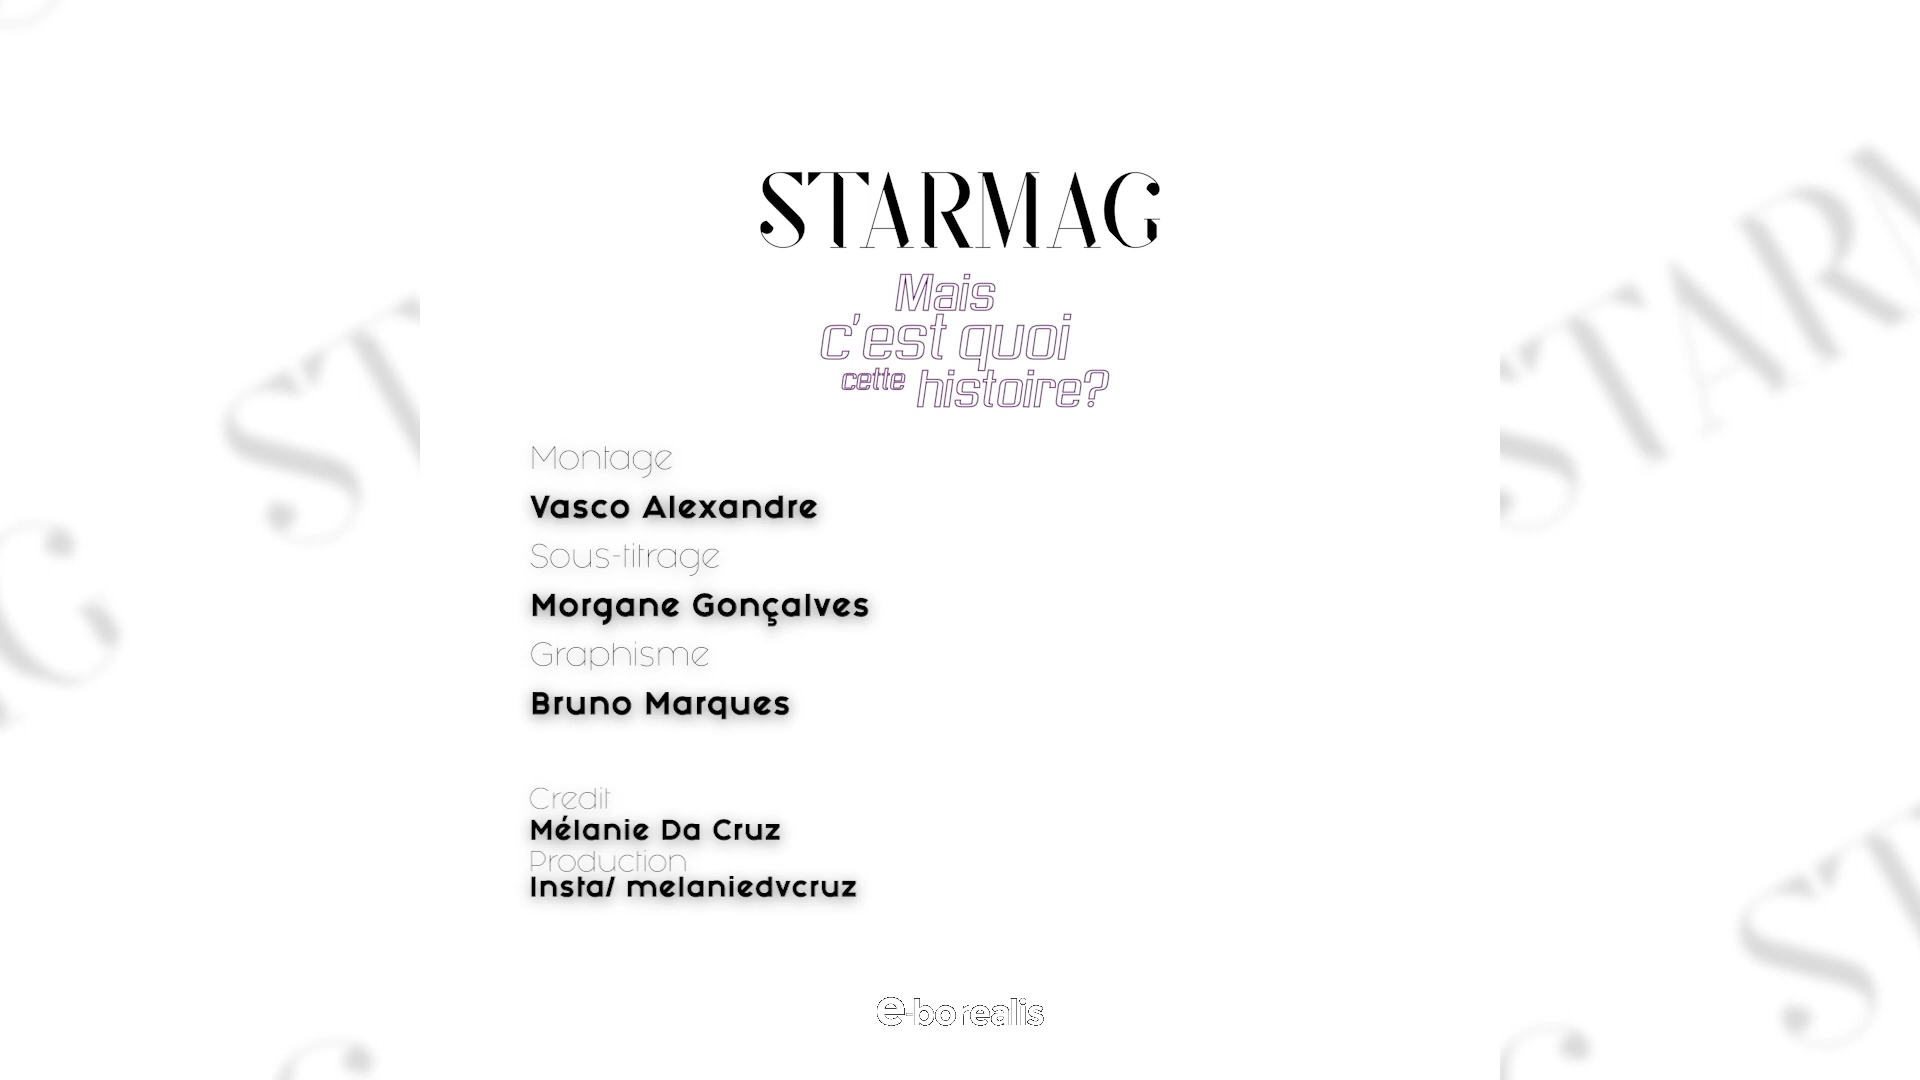 STARMAG
Mais
c'est quoi
cette histoire?
Montage
Vasco Alexandre
Sous-titrage
Morgane Gonçalves
Graphisme
Bruno Marques
Credit
Mélanie Da Cruz
Production
Insta/ melaniedvcruz
e-borealis